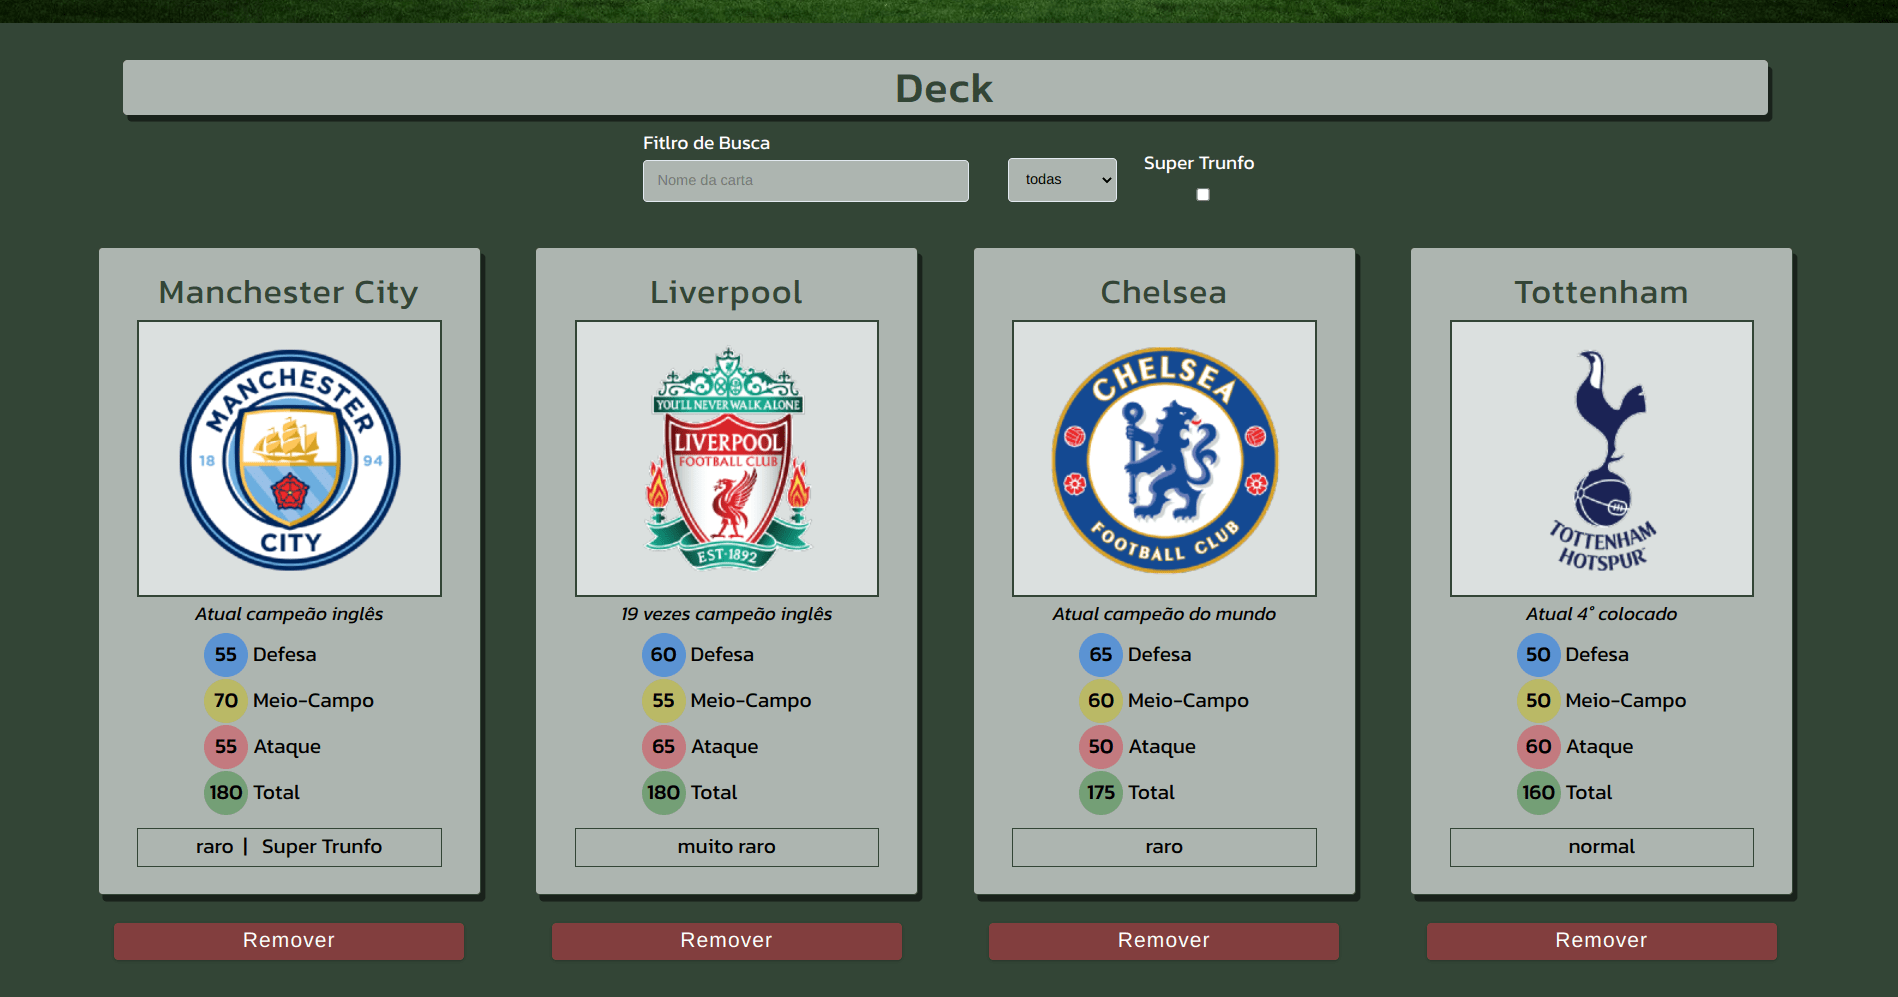 Deck
Fitlro de Busca
Nome da carta
todas
Super Trunfo
Manchester City
MANCHESTER
18 94
CITY
Atual campeão inglês
55 Defesa
70 Meio-Campo
55 Ataque
180 Total
raro | Super Trunfo
Remover
Liverpool
YOU'LL NEVER WALK ALONE
LIVERPOOL
FOOTBALL CLUB
EST·1892
19 vezes campeão inglês
60 Defesa
55 Meio-Campo
65 Ataque
180 Total
muito raro
Remover
Chelsea
CHELSEA
FOOTBALL CLUB
Atual campeão do mundo
65 Defesa
60 Meio-Campo
50 Ataque
175 Total
raro
Remover
Tottenham
TOTTENHAM
HOTSPUR
Atual 4° colocado
50 Defesa
50 Meio-Campo
60 Ataque
160 Total
normal
Remover